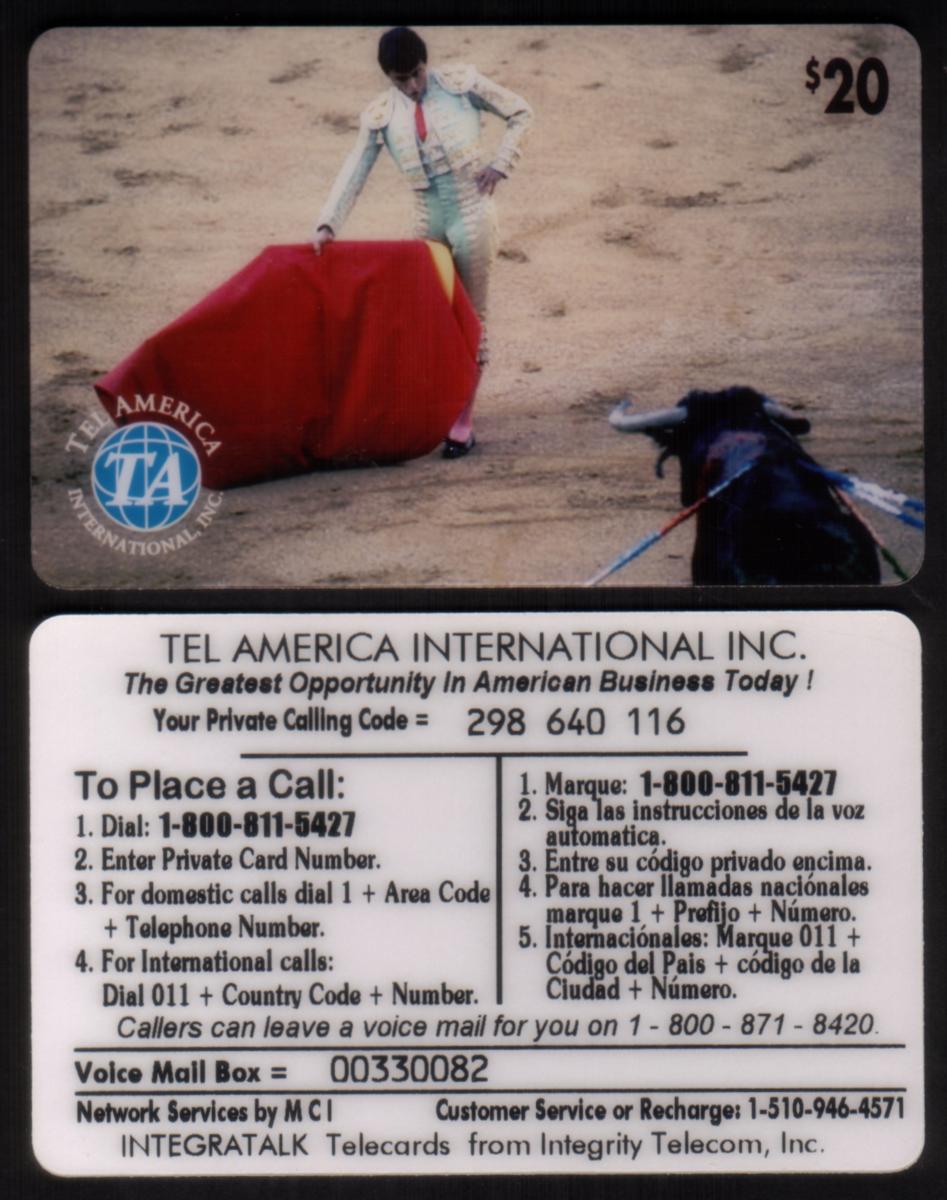 $20
TEL AMERICA
TA
INTERNATIONAL, INC.
TEL AMERICA INTERNATIONAL INC.
The Greatest Opportunity In American Business Today !
Your Private Calling Code = 298 640 116
To Place a Call:
1. Dial: 1-800-811-5427
2. Enter Private Card Number.
3. For domestic calls dial 1 + Area Code
+ Telephone Number.
4. For International calls:
Dial 011 + Country Code + Number.
1. Marque: 1-800-811-5427
2. Siga las instrucciones de la voz
automatica.
3. Entre su código privado encima.
4. Para hacer llamadas naciónales
marque 1 + Prefijo + Número.
5. Internaciónales: Marque 011 +
Código del Pais + código de la
Ciudad + Número.
Callers can leave a voice mail for you on 1 - 800 - 871 - 8420.
Voice Mail Box = 00330082
Network Services by M C I Customer Service or Recharge: 1-510-946-4571
INTEGRATALK Telecards from Integrity Telecom, Inc.